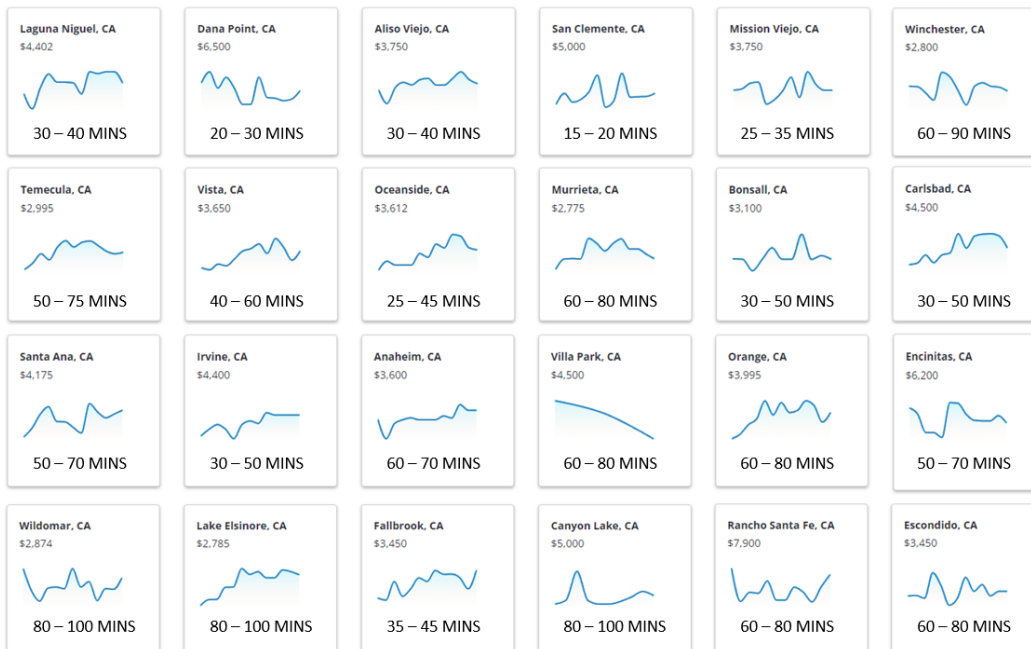 Laguna Niguel, CA
$4,402
30 – 40 MINS
Dana Point, CA
$6,500
20 – 30 MINS
Aliso Viejo, CA
$3,750
30 – 40 MINS
San Clemente, CA
$5,000
15 – 20 MINS
Mission Viejo, CA
$3,750
25 – 35 MINS
Winchester, CA
$2,800
60 – 90 MINS
Temecula, CA
$2,995
50 – 75 MINS
Vista, CA
$3,650
40 – 60 MINS
Oceanside, CA
$3,612
25 – 45 MINS
Murrieta, CA
$2,775
60 – 80 MINS
Bonsall, CA
$3,100
30 – 50 MINS
Carlsbad, CA
$4,500
30 – 50 MINS
Santa Ana, CA
$4,175
50 – 70 MINS
Irvine, CA
$4,400
30 – 50 MINS
Anaheim, CA
$3,600
60 – 70 MINS
Villa Park, CA
$4,500
60 – 80 MINS
Orange, CA
$3,995
60 – 80 MINS
Encinitas, CA
$6,200
50 – 70 MINS
Wildomar, CA
$2,874
80 – 100 MINS
Lake Elsinore, CA
$2,785
80 – 100 MINS
Fallbrook, CA
$3,450
35 – 45 MINS
Canyon Lake, CA
$5,000
80 – 100 MINS
Rancho Santa Fe, CA
$7,900
60 – 80 MINS
Escondido, CA
$3,450
60 – 80 MINS